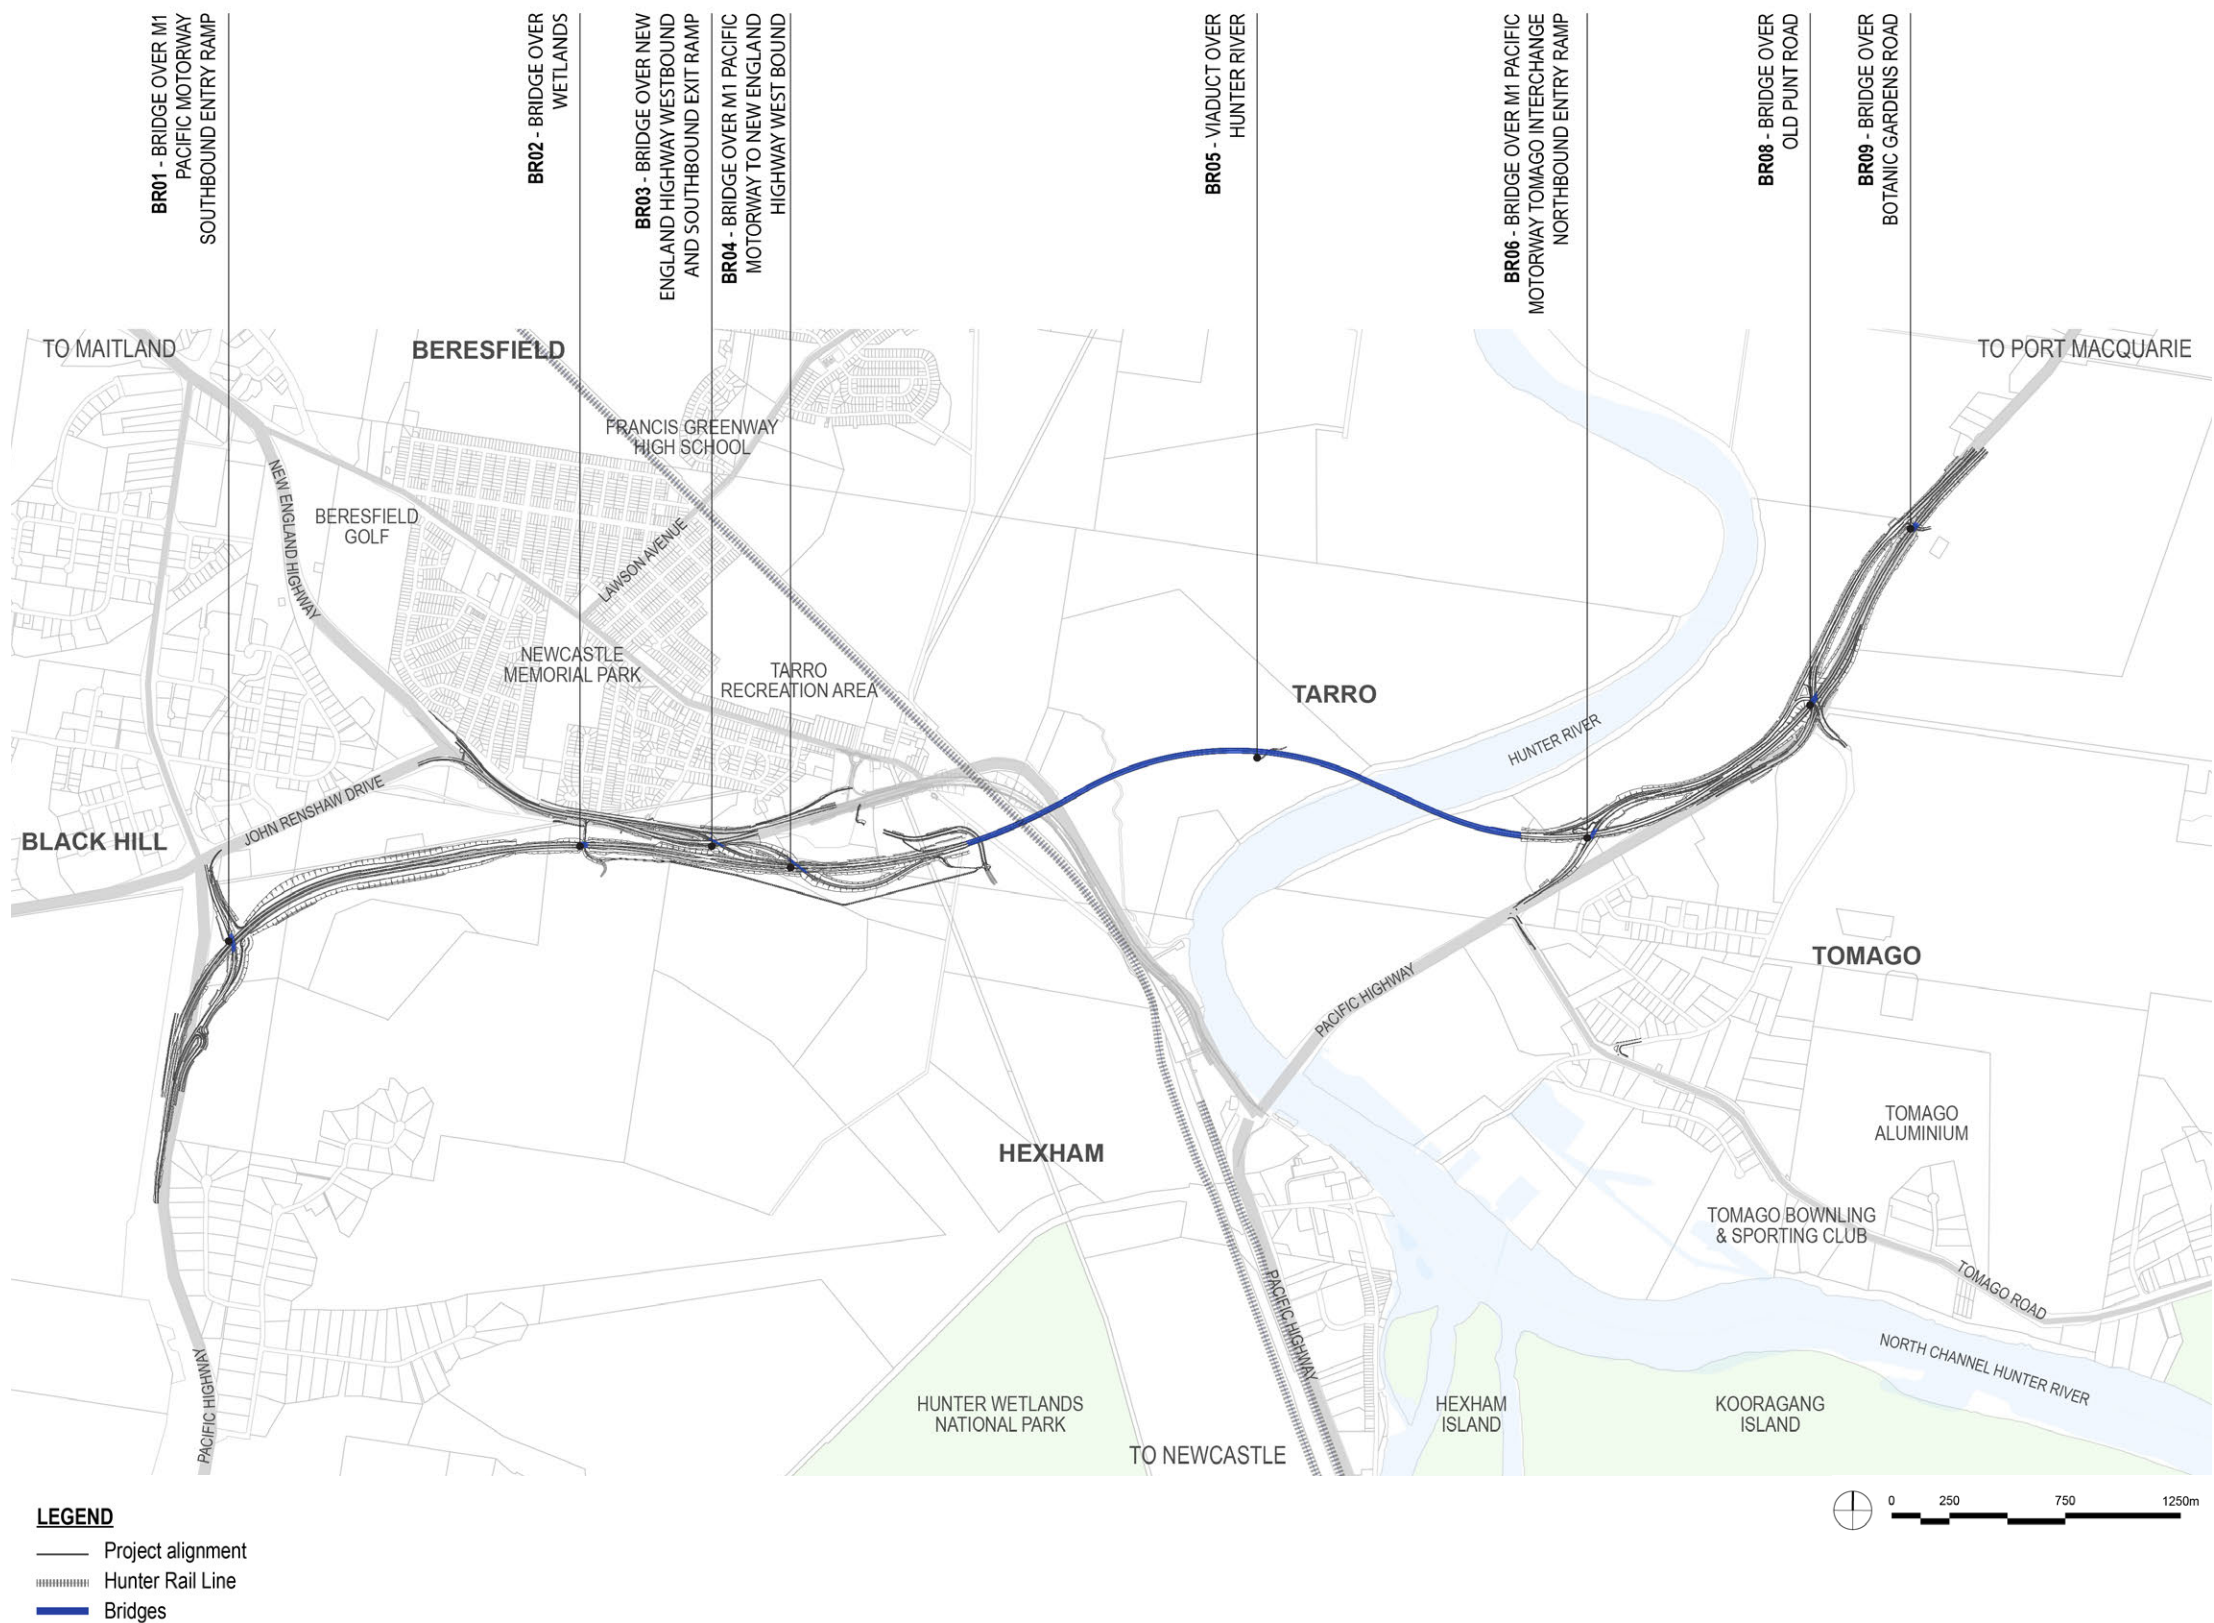 BR01 - BRIDGE OVER M1
PACIFIC MOTORWAY
SOUTHBOUND ENTRY RAMP
BR02 - BRIDGE OVER
WETLANDS
BR03 - BRIDGE OVER NEW
ENGLAND HIGHWAY WESTBOUND
AND SOUTHBOUND EXIT RAMP
BR04 - BRIDGE OVER M1 PACIFIC
MOTORWAY TO NEW ENGLAND
HIGHWAY WEST BOUND
BR05 - VIADUCT OVER
HUNTER RIVER
BR06 - BRIDGE OVER M1 PACIFIC
MOTORWAY TOMAGO INTERCHANGE
NORTHBOUND ENTRY RAMP
BR08 - BRIDGE OVER
OLD PUNT ROAD
BR09 - BRIDGE OVER
BOTANIC GARDENS ROAD
TO MAITLAND
BERESFIELD
TO PORT MACQUARIE
FRANCIS GREENWAY
HIGH SCHOOL
NEW ENGLAND HIGHWAY
BERESFIELD
GOLF
LAWSON AVENUE
NEWCASTLE
MEMORIAL PARK
TARRO
RECREATION AREA
TARRO
HUNTER RIVER
JOHN RENSHAW DRIVE
BLACK HILL
TOMAGO
PACIFIC HIGHWAY
HEXHAM
TOMAGO
ALUMINIUM
TOMAGO BOWNLING
& SPORTING CLUB
TOMAGO ROAD
PACIFIC HIGHWAY
PACIFIC HIGHWAY
NORTH CHANNEL HUNTER RIVER
HUNTER WETLANDS
NATIONAL PARK
HEXHAM
ISLAND
KOORAGANG
ISLAND
TO NEWCASTLE
LEGEND
Project alignment
Hunter Rail Line
Bridges
0 250 750 1250m